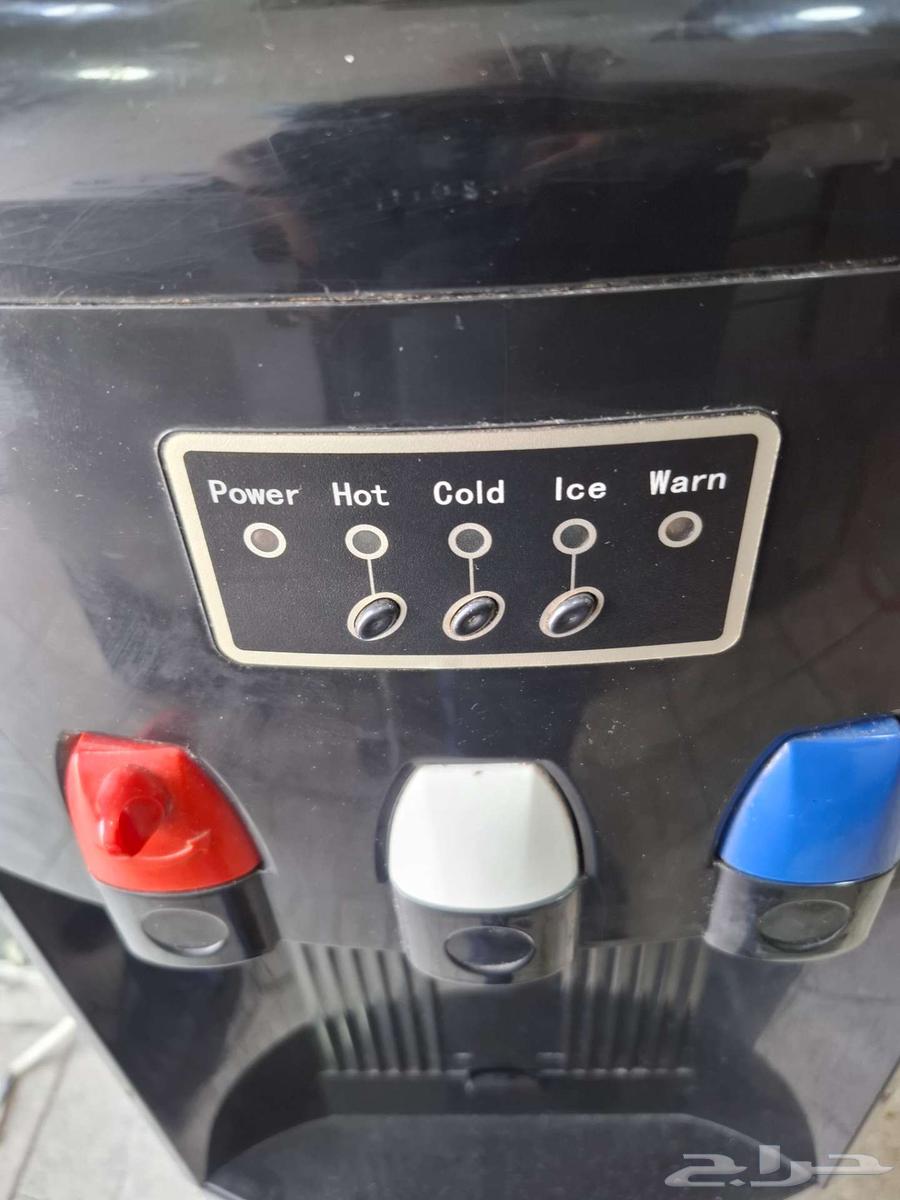 Power Hot Cold Ice Warn
حراج